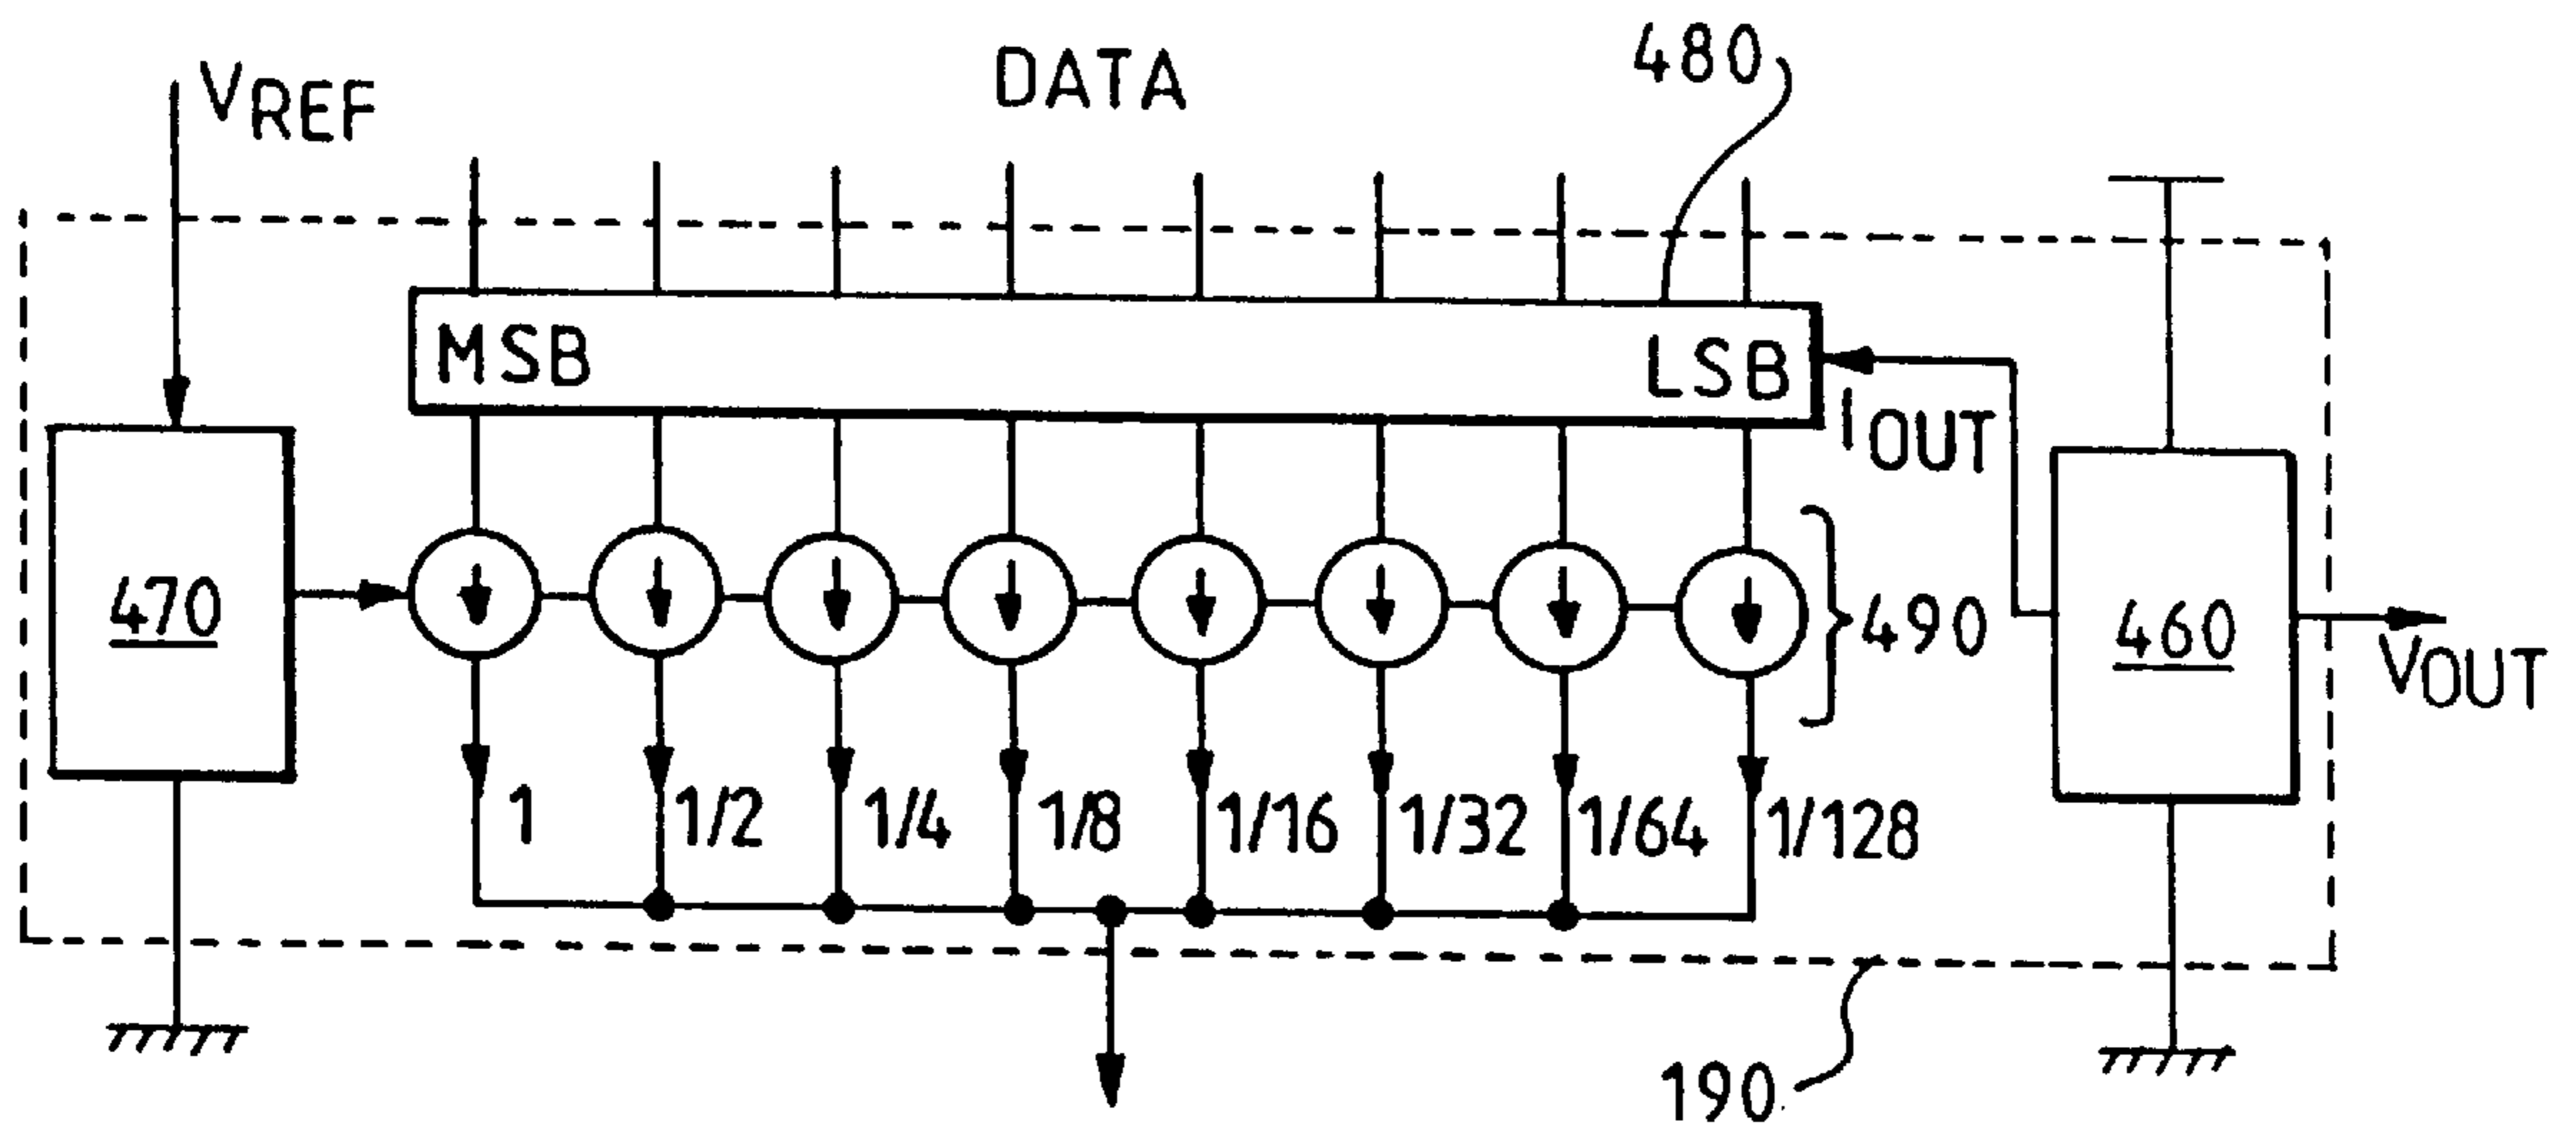 480
DATA
VREF
MSB
LSB
IOUT
470
490
460
VOUT
1
1/2
1/4
1/8
1/16
1/32
1/64
1/128
190